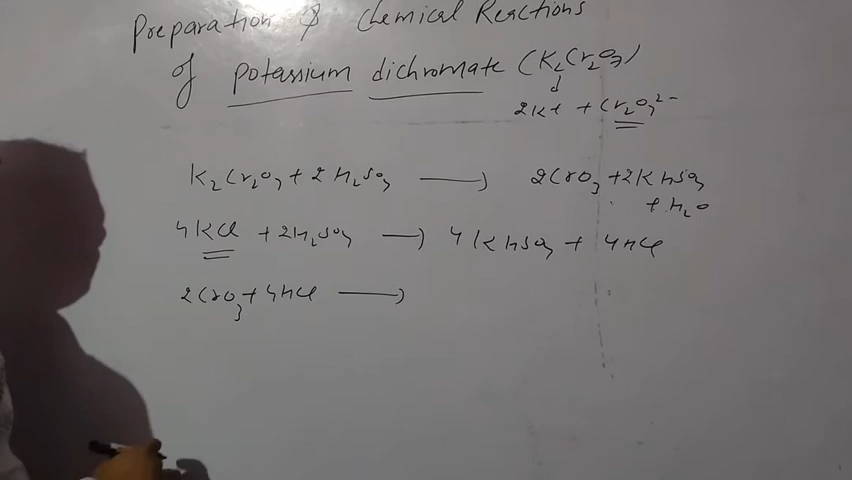 Preparation & Chemical Reactions
of potassium dichromate (K2Cr2O7)
↓
2K+ + Cr2O7 2-
K2Cr2O7 + 2H2SO4 → 2CrO3 + 2KHSO4
+ H2O
4KCl + 2H2SO4 → 4KHSO4 + 4HCl
2CrO3 + 4HCl →